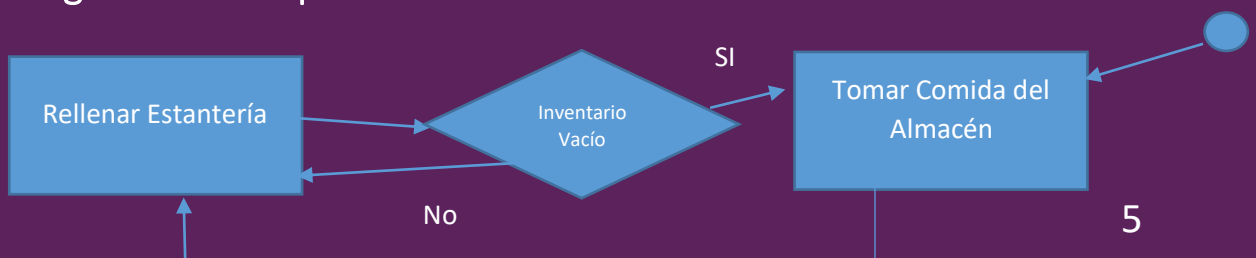 SI
Rellenar Estantería
Inventario
Vacío
Tomar Comida del
Almacén
No
5